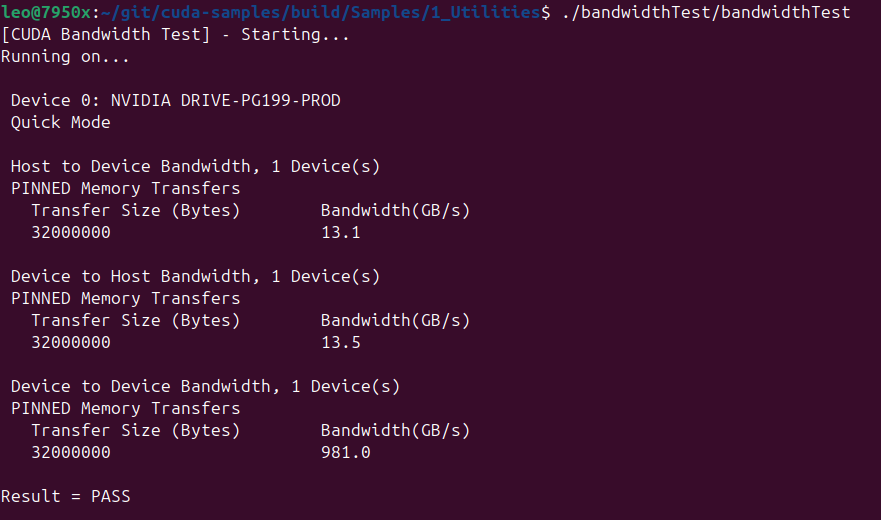 leo@7950x:~/git/cuda-samples/build/Samples/1_Utilities$ ./bandwidthTest/bandwidthTest
[CUDA Bandwidth Test] - Starting...
Running on...
Device 0: NVIDIA DRIVE-PG199-PROD
Quick Mode
Host to Device Bandwidth, 1 Device(s)
PINNED Memory Transfers
Transfer Size (Bytes) Bandwidth(GB/s)
32000000 13.1
Device to Host Bandwidth, 1 Device(s)
PINNED Memory Transfers
Transfer Size (Bytes) Bandwidth(GB/s)
32000000 13.5
Device to Device Bandwidth, 1 Device(s)
PINNED Memory Transfers
Transfer Size (Bytes) Bandwidth(GB/s)
32000000 981.0
Result = PASS